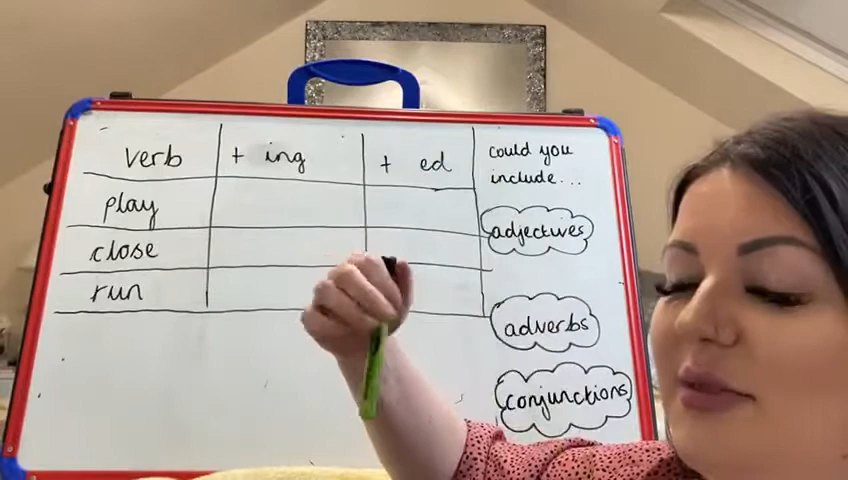 verb + ing + ed
play
close
run
could you
include...
adjectives
adverbs
conjunctions